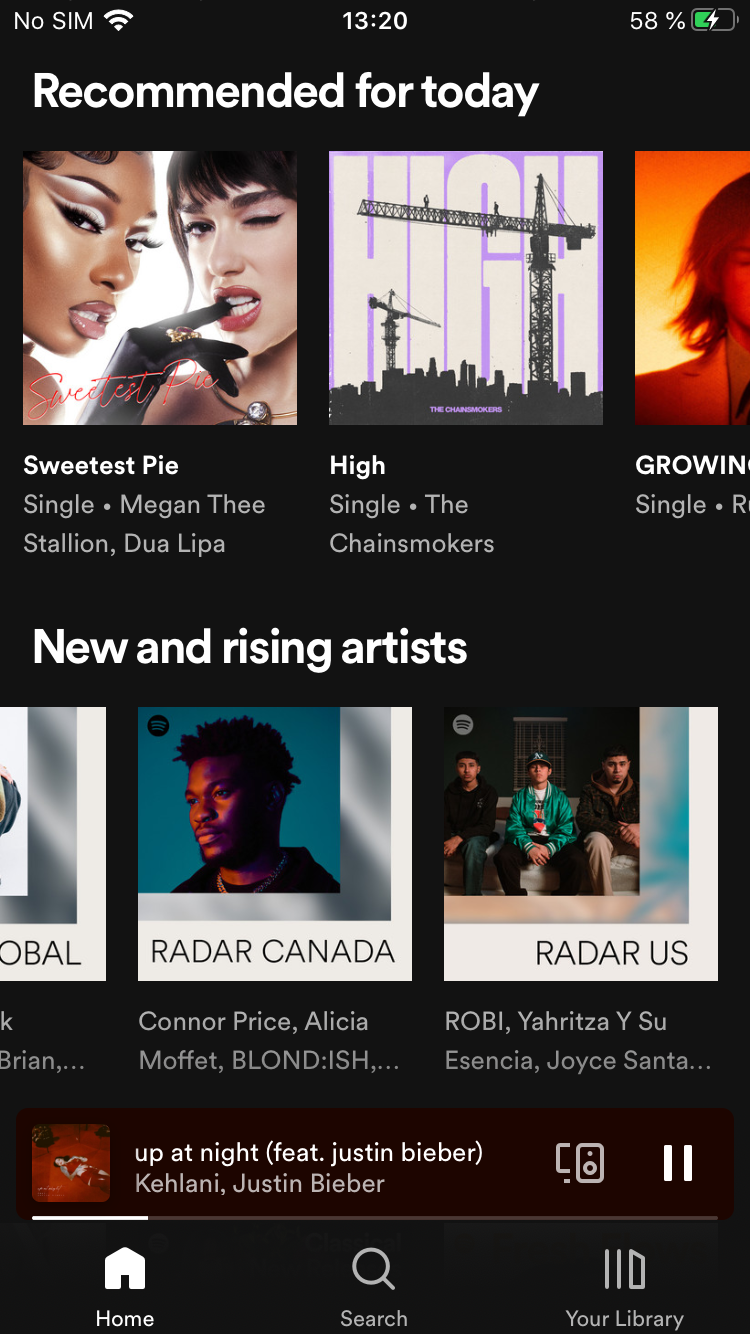 No SIM 13:20 58 %
Recommended for today
Sweetest Pie
HIGH
THE CHAINSMOKERS
Sweetest Pie
Single • Megan Thee
Stallion, Dua Lipa
High
Single • The
Chainsmokers
GROWIN
Single • R
New and rising artists
OBAL
RADAR CANADA
RADAR US
k
Brian,...
Connor Price, Alicia
Moffet, BLOND:ISH,...
ROBI, Yahritza Y Su
Esencia, Joyce Santa...
up at night (feat. justin bieber)
Kehlani, Justin Bieber
Classical
Home
Search
Your Library